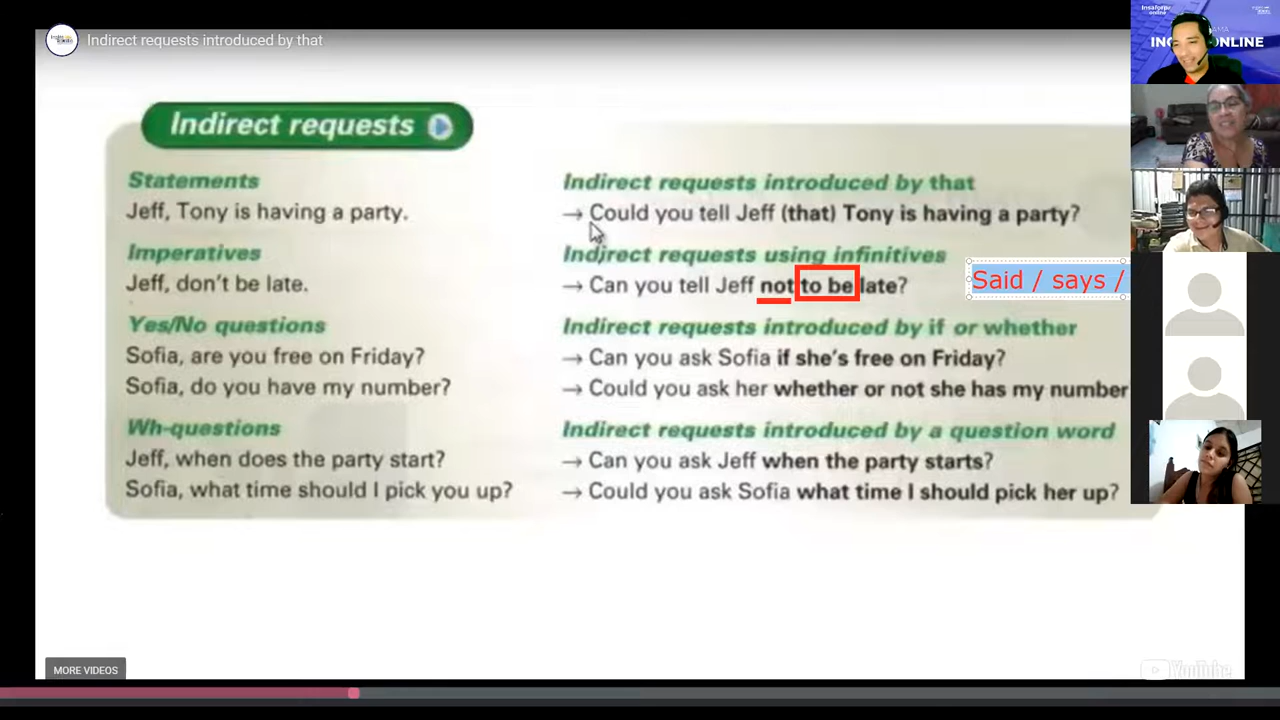 Indirect requests introduced by that
Indirect requests
Statements
Jeff, Tony is having a party.
Indirect requests introduced by that
→ Could you tell Jeff (that) Tony is having a party?
Imperatives
Jeff, don't be late.
Indirect requests using infinitives
→ Can you tell Jeff not to be late?
Said / says /
Yes/No questions
Sofia, are you free on Friday?
Sofia, do you have my number?
Indirect requests introduced by if or whether
→ Can you ask Sofia if she's free on Friday?
→ Could you ask her whether or not she has my number
Wh-questions
Jeff, when does the party start?
Sofia, what time should I pick you up?
Indirect requests introduced by a question word
→ Can you ask Jeff when the party starts?
→ Could you ask Sofia what time I should pick her up?
MORE VIDEOS
YouTube
ONLINE